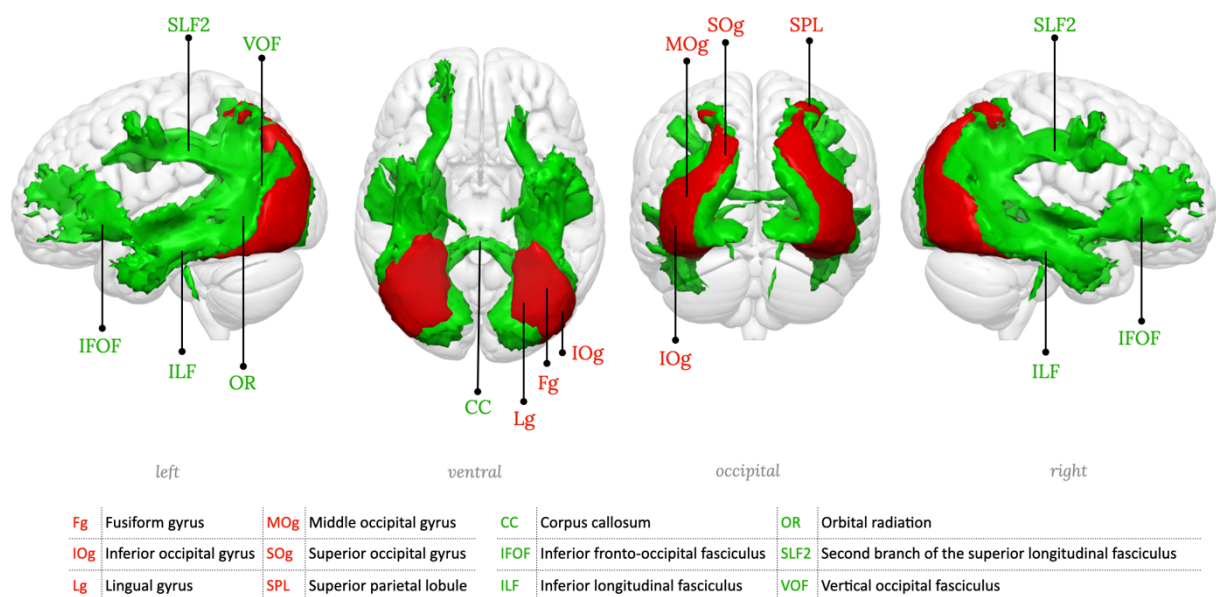 SLF2
VOF
SOg
SPL
MOg
SLF2
IFOF
ILF
OR
CC
Lg
Fg
IOg
IOg
ILF
IFOF
left
ventral
occipital
right
Fg Fusiform gyrus MOg Middle occipital gyrus CC Corpus callosum OR Orbital radiation
IOg Inferior occipital gyrus SOg Superior occipital gyrus IFOF Inferior fronto-occipital fasciculus SLF2 Second branch of the superior longitudinal fasciculus
Lg Lingual gyrus SPL Superior parietal lobule ILF Inferior longitudinal fasciculus VOF Vertical occipital fasciculus